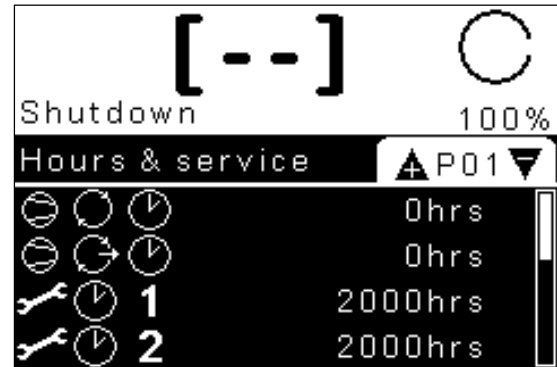 [--]
Shutdown 100%
Hours & service P01
0hrs
0hrs
1 2000hrs
2 2000hrs